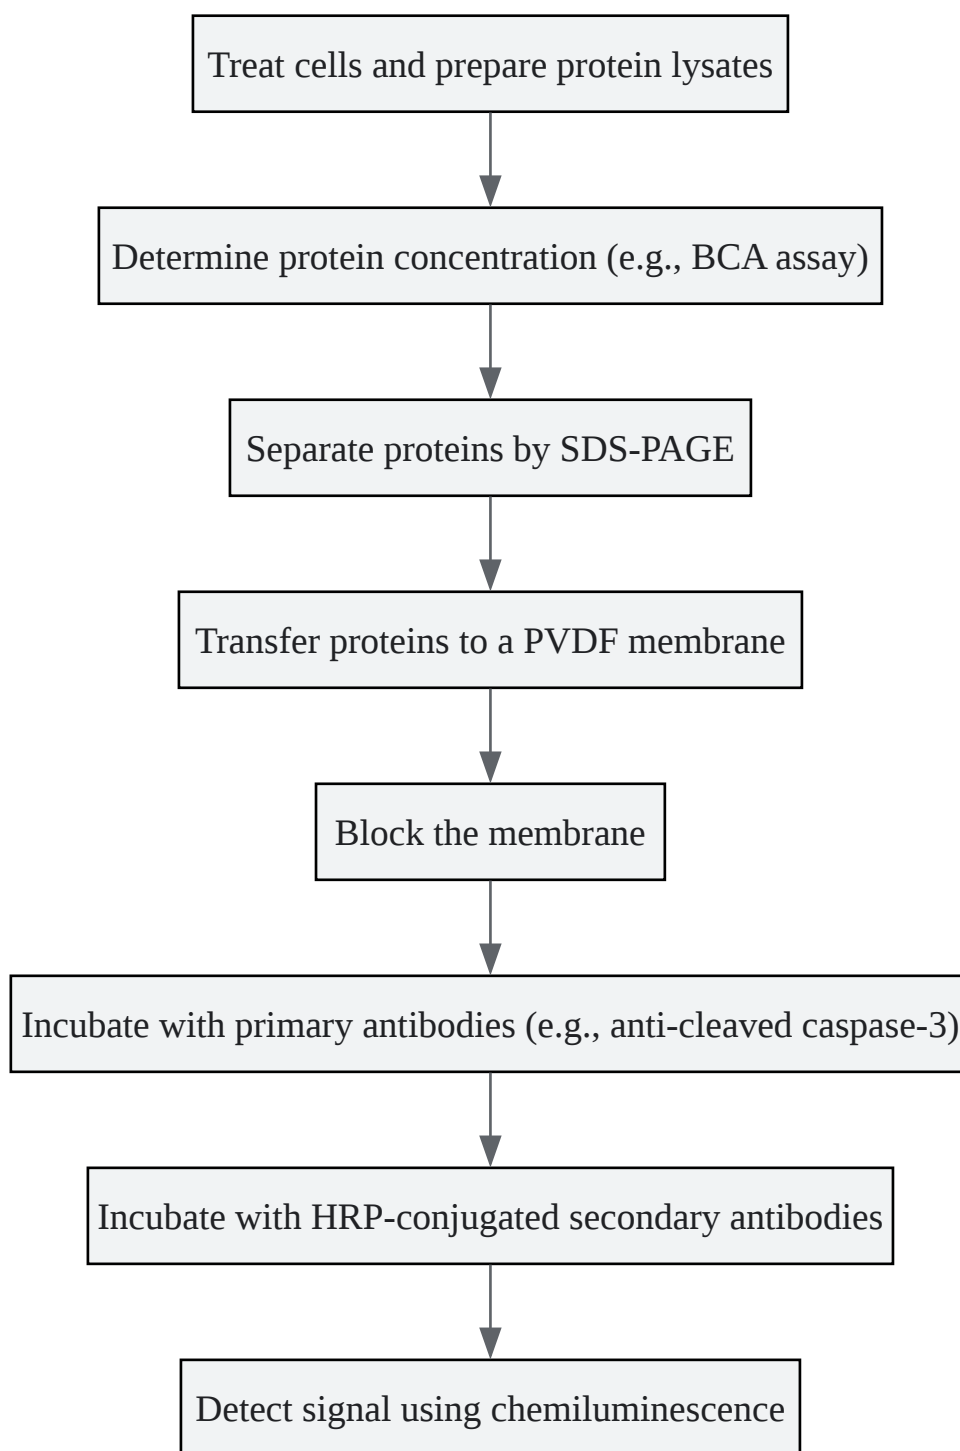 Treat cells and prepare protein lysates
Determine protein concentration (e.g., BCA assay)
Separate proteins by SDS-PAGE
Transfer proteins to a PVDF membrane
Block the membrane
Incubate with primary antibodies (e.g., anti-cleaved caspase-3)
Incubate with HRP-conjugated secondary antibodies
Detect signal using chemiluminescence